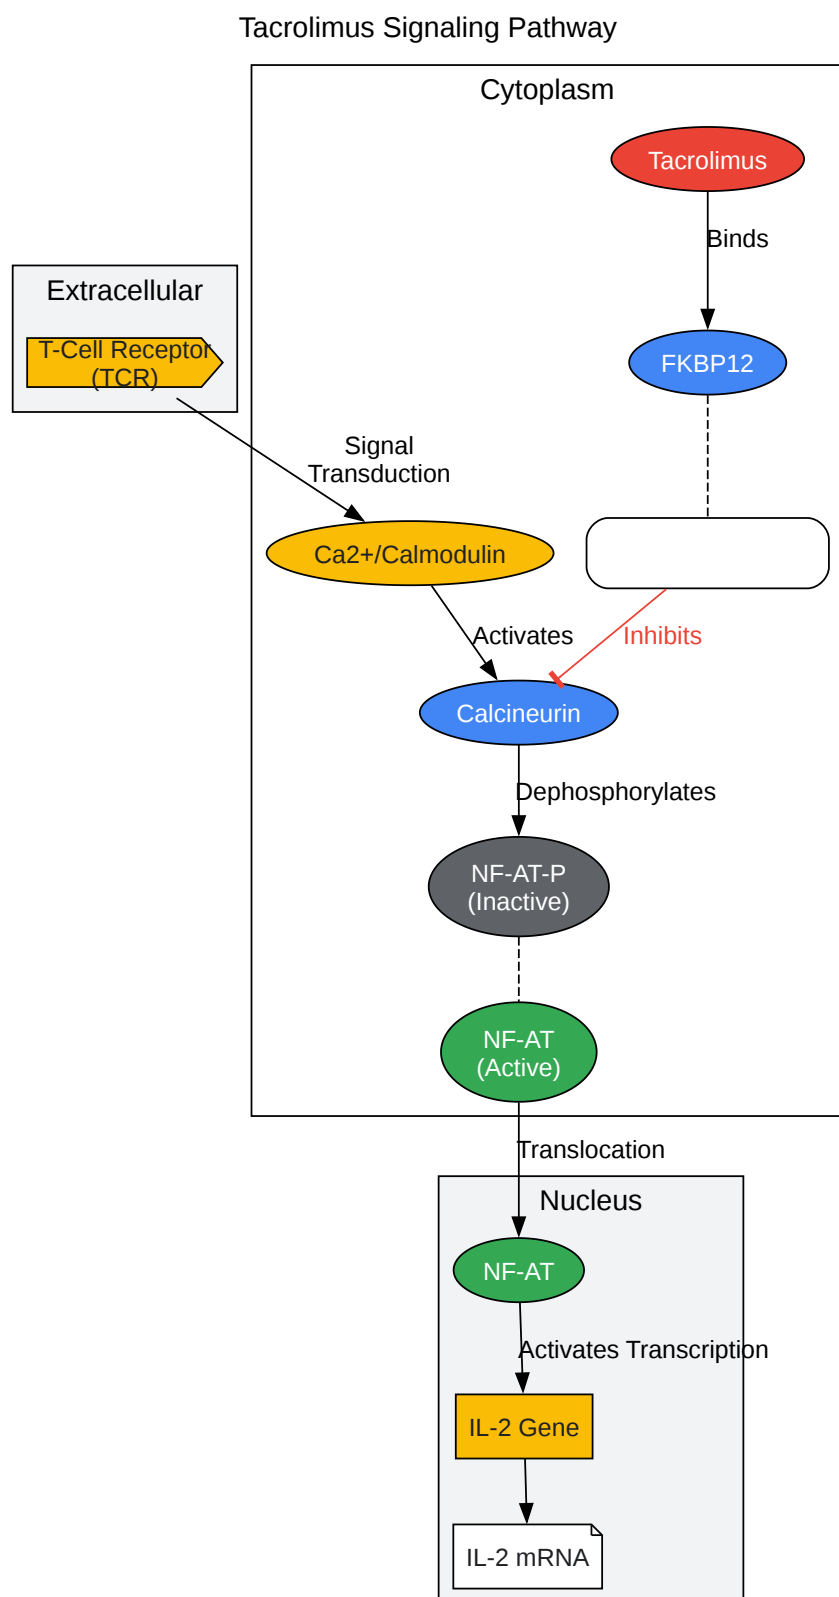 Tacrolimus Signaling Pathway
Cytoplasm
Tacrolimus
Binds
Extracellular
T-Cell Receptor
(TCR)
FKBP12
Signal
Transduction
Ca2+/Calmodulin
Activates
Inhibits
Calcineurin
Dephosphorylates
NF-AT-P
(Inactive)
NF-AT
(Active)
Translocation
Nucleus
NF-AT
Activates Transcription
IL-2 Gene
IL-2 mRNA